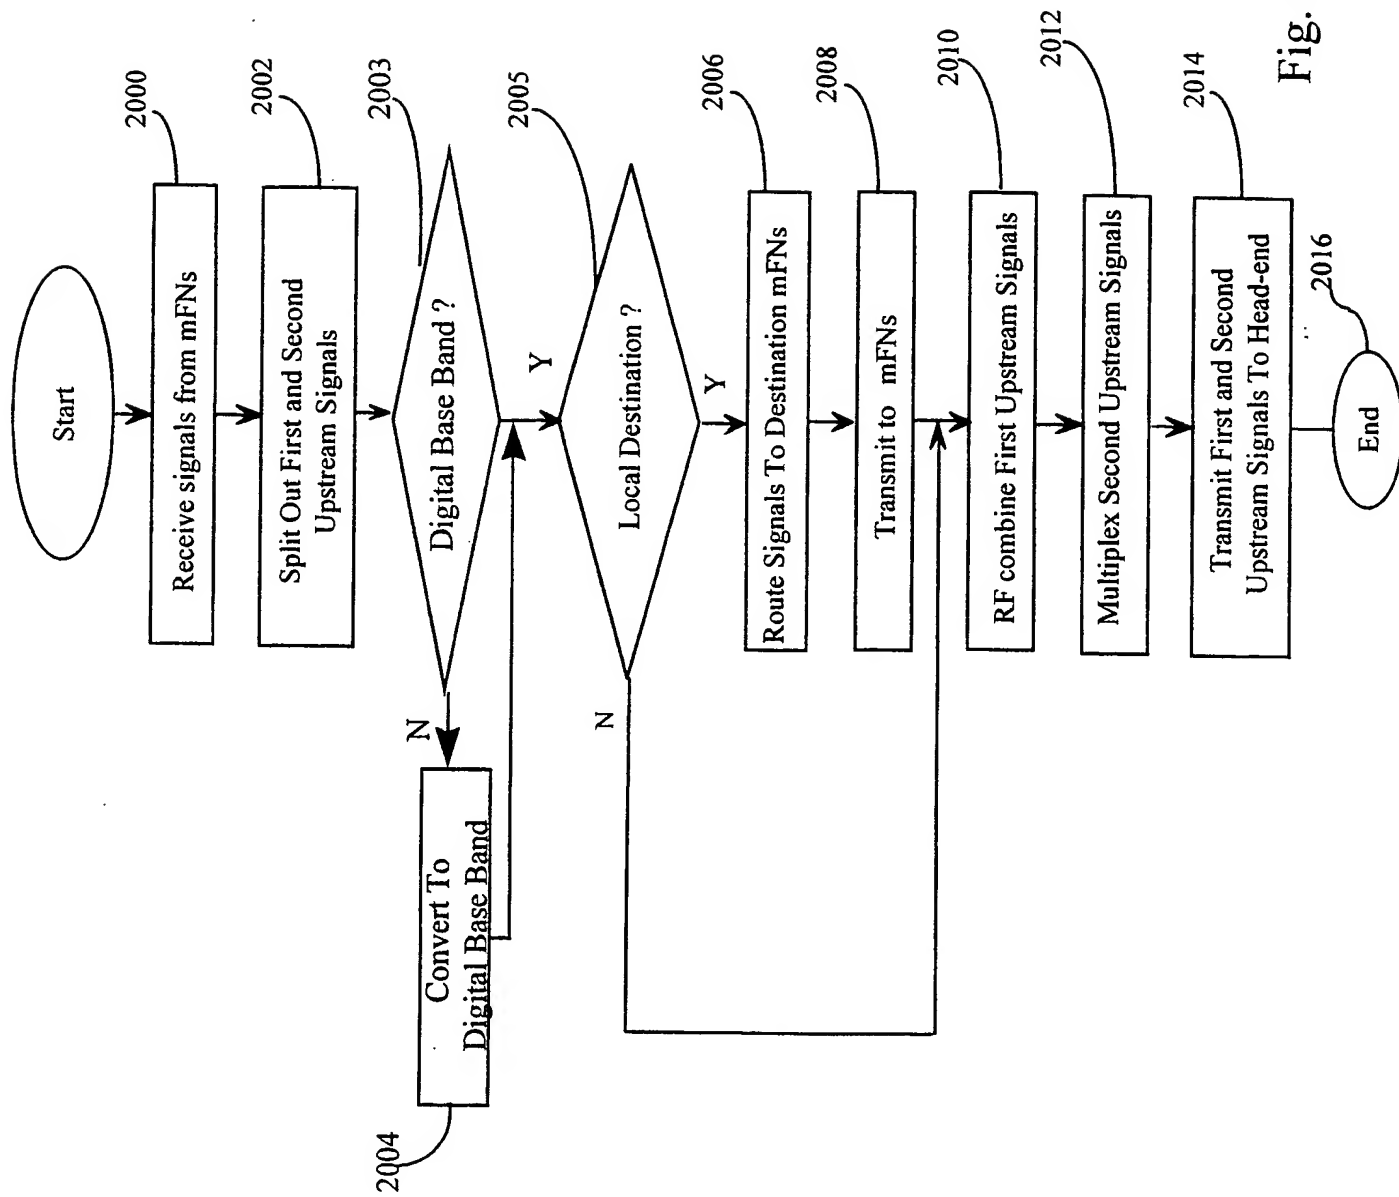 Start
2000
Receive signals from mFNs
2002
Split Out First and Second
Upstream Signals
2003
Digital Base Band ?
N
Y
Convert To
Digital Base Band
2004
2005
Local Destination ?
N
Y
2006
Route Signals To Destination mFNs
2008
Transmit to mFNs
2010
RF combine First Upstream Signals
2012
Multiplex Second Upstream Signals
2014
Transmit First and Second
Upstream Signals To Head-end
2016
End
Fig.